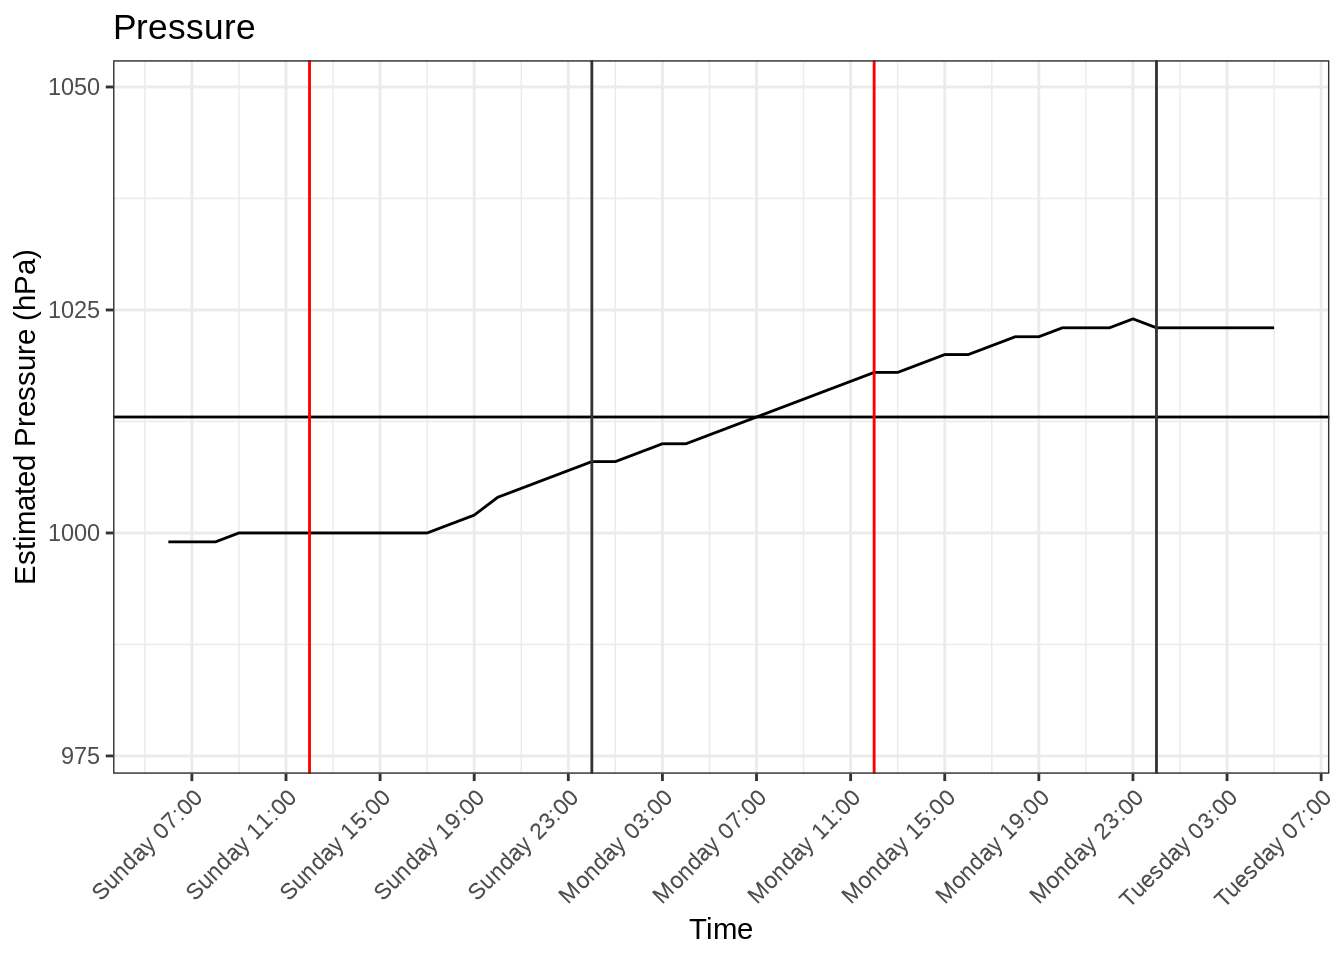 Pressure
Estimated Pressure (hPa)
1050
1025
1000
975
Sunday 07:00
Sunday 11:00
Sunday 15:00
Sunday 19:00
Sunday 23:00
Monday 03:00
Monday 07:00
Monday 11:00
Monday 15:00
Monday 19:00
Monday 23:00
Tuesday 03:00
Tuesday 07:00
Time